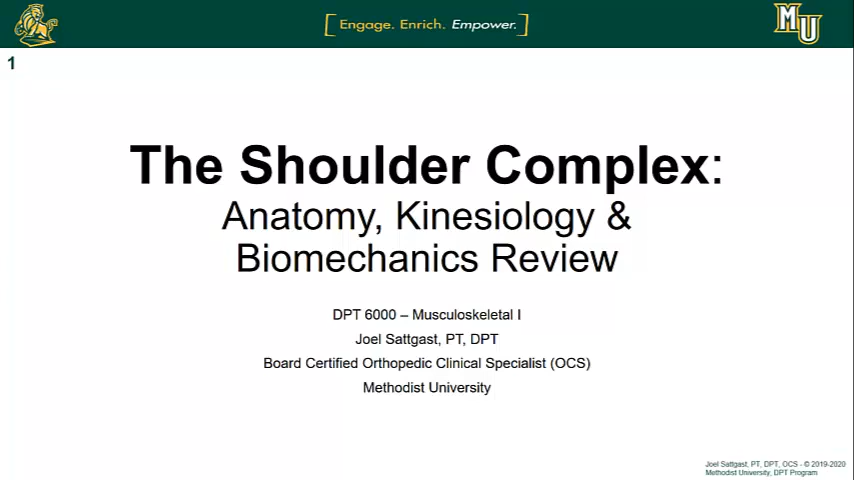 [ Engage. Enrich. Empower. ]
MU
1
The Shoulder Complex:
Anatomy, Kinesiology &
Biomechanics Review
DPT 6000 – Musculoskeletal I
Joel Sattgast, PT, DPT
Board Certified Orthopedic Clinical Specialist (OCS)
Methodist University
Joel Sattgast, PT, DPT, OCS - © 2019-2020
Methodist University, DPT Program